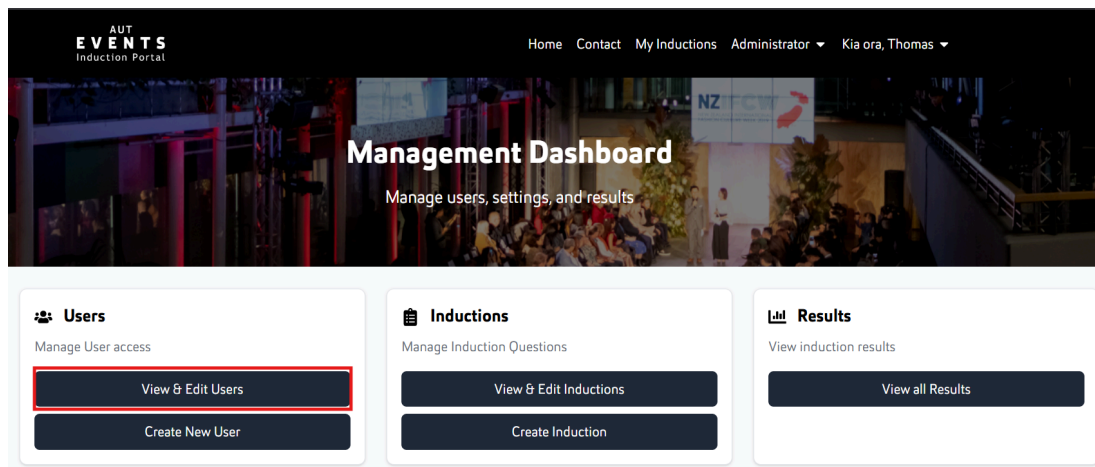 AUT
EVENTS
Induction Portal
Home Contact My Inductions Administrator Kia ora, Thomas
NZ
Management Dashboard
Manage users, settings, and results
Users
Manage User access
View & Edit Users
Create New User
Inductions
Manage Induction Questions
View & Edit Inductions
Create Induction
Results
View induction results
View all Results